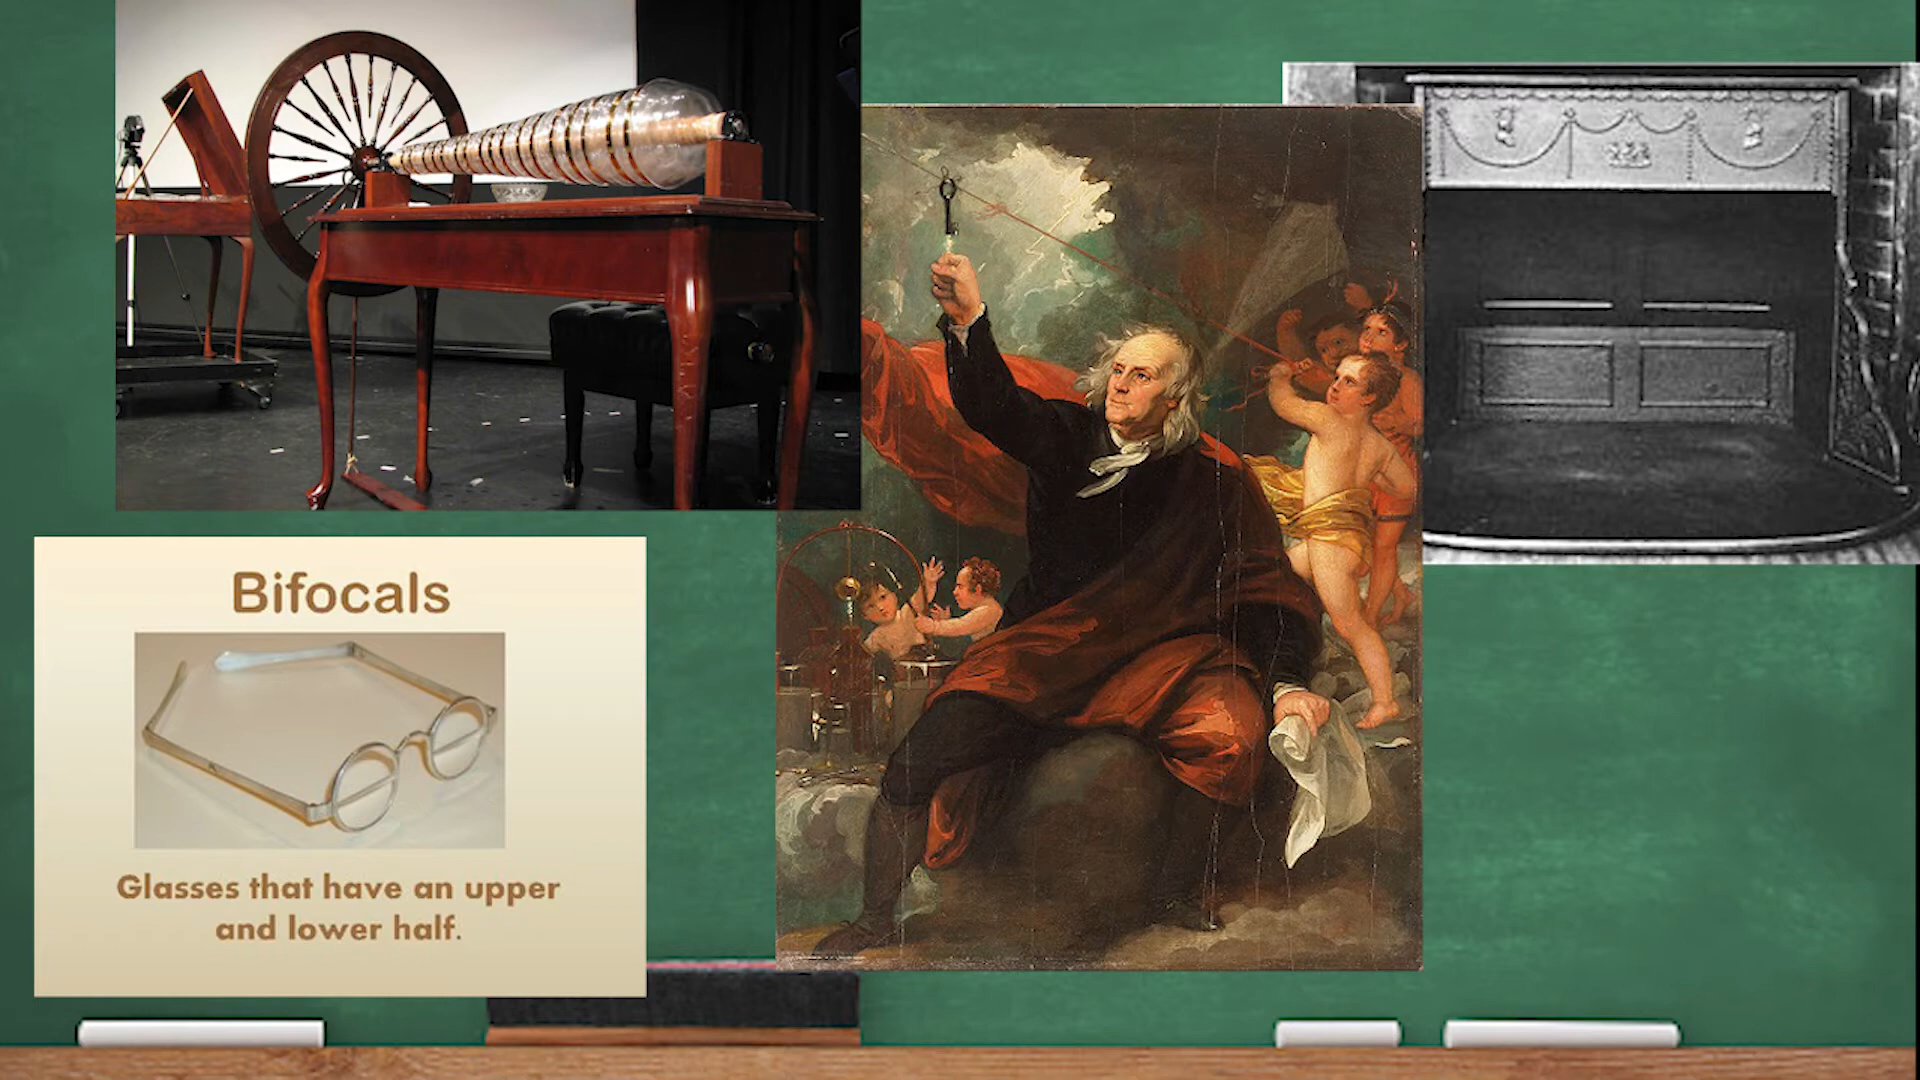 Bifocals
Glasses that have an upper
and lower half.